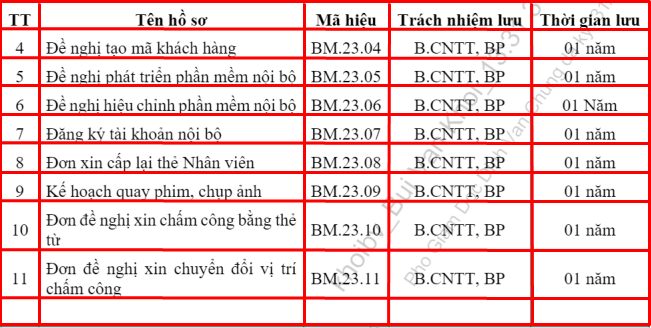 TT Tên hồ sơ Mã hiệu Trách nhiệm lưu Thời gian lưu
4 Đề nghị tạo mã khách hàng BM.23.04 B.CNTT, BP 01 năm
5 Đề nghị phát triển phần mềm nội bộ BM.23.05 B.CNTT, BP 01 năm
6 Đề nghị hiệu chỉnh phần mềm nội bộ BM.23.06 B.CNTT, BP 01 Năm
7 Đăng ký tài khoản nội bộ BM.23.07 B.CNTT, BP 01 năm
8 Đơn xin cấp lại thẻ Nhân viên BM.23.08 B.CNTT, BP 01 năm
9 Kế hoạch quay phim, chụp ảnh BM.23.09 B.CNTT, BP 01 năm
10 Đơn đề nghị xin chấm công bằng thẻ
từ BM.23.10 B.CNTT, BP 01 năm
11 Đơn đề nghị xin chuyển đổi vị trí
chấm công BM.23.11 B.CNTT, BP 01 năm